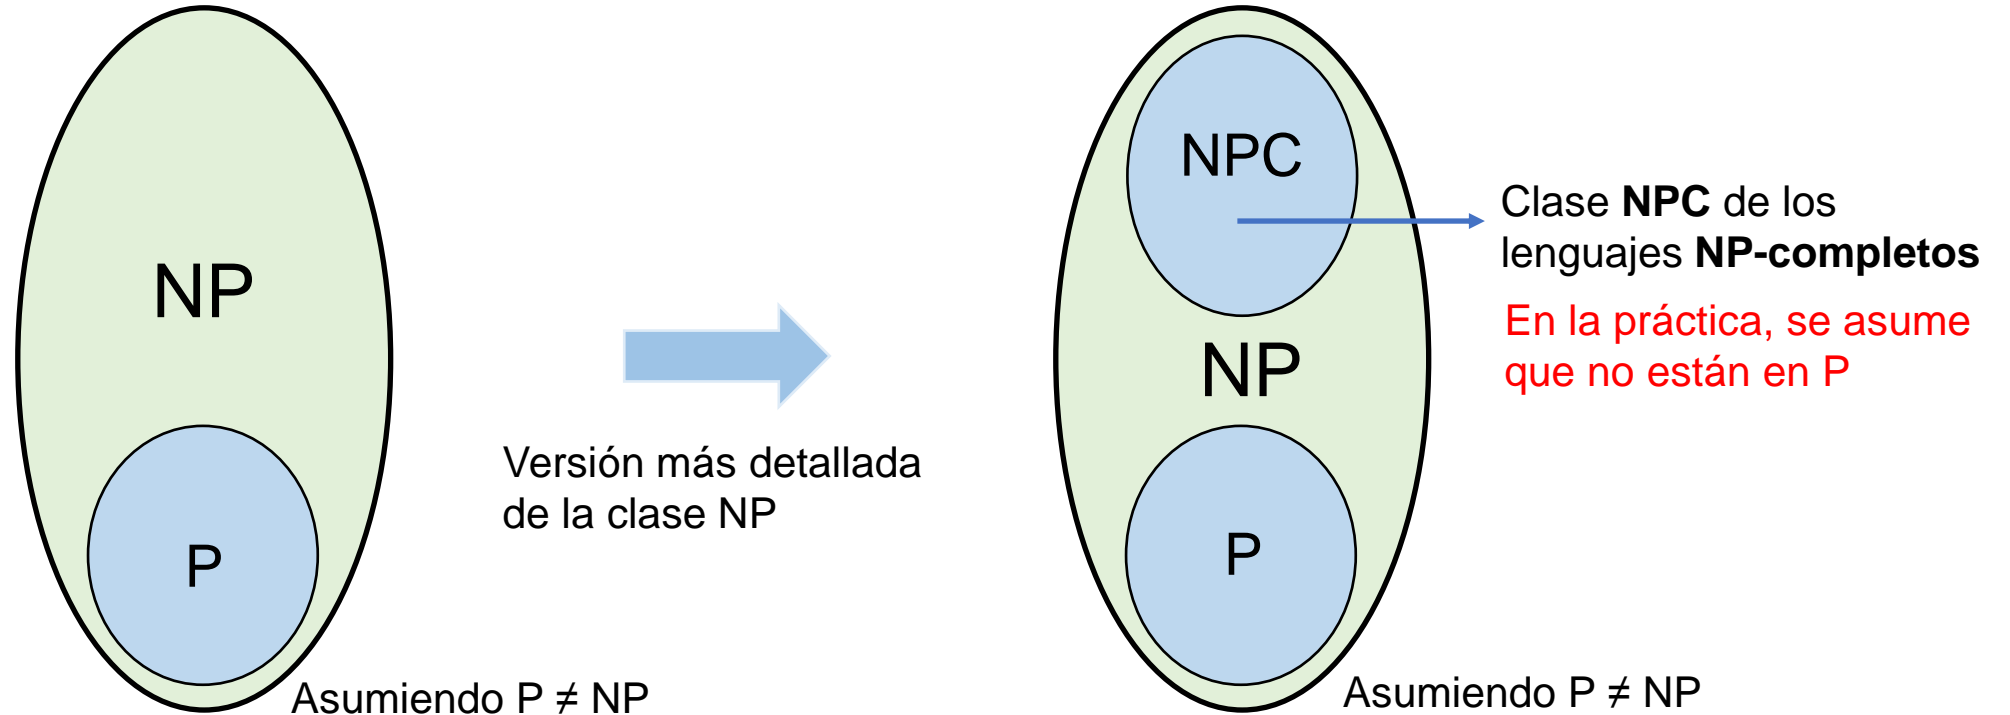 NP
P
Asumiendo P ≠ NP
Versión más detallada
de la clase NP
NPC
NP
P
Asumiendo P ≠ NP
Clase NPC de los
lenguajes NP-completos
En la práctica, se asume
que no están en P